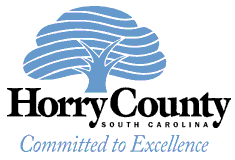 Horry County
SOUTH CAROLINA
Committed to Excellence